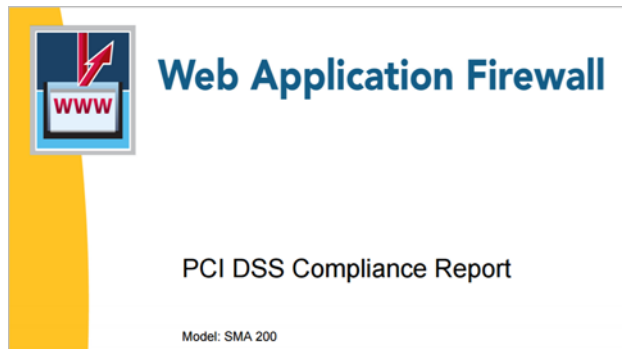 Web Application Firewall
WWW
PCI DSS Compliance Report
Model: SMA 200